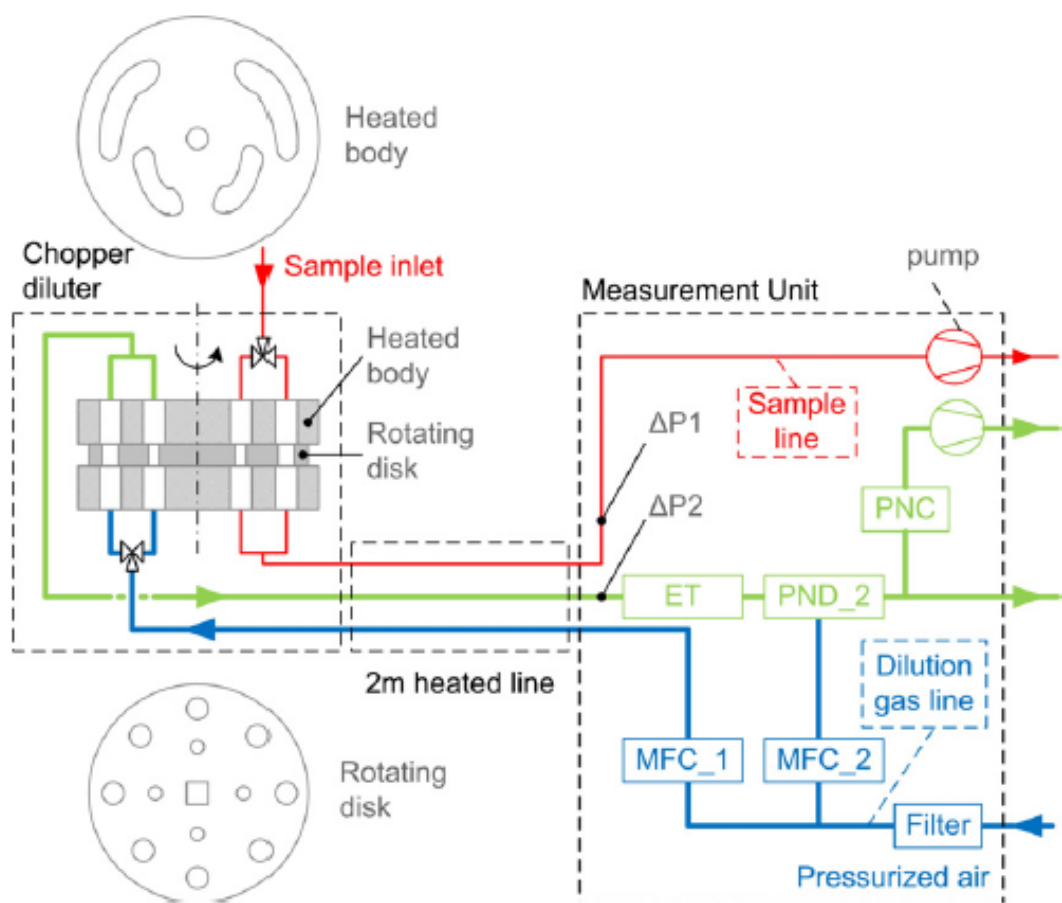 Heated
body
Chopper
diluter
Sample inlet
pump
Measurement Unit
Heated
body
Rotating
disk
Sample
line
ΔP1
ΔP2
PNC
ET
PND_2
2m heated line
Dilution
gas line
Rotating
disk
MFC_1
MFC_2
Filter
Pressurized air